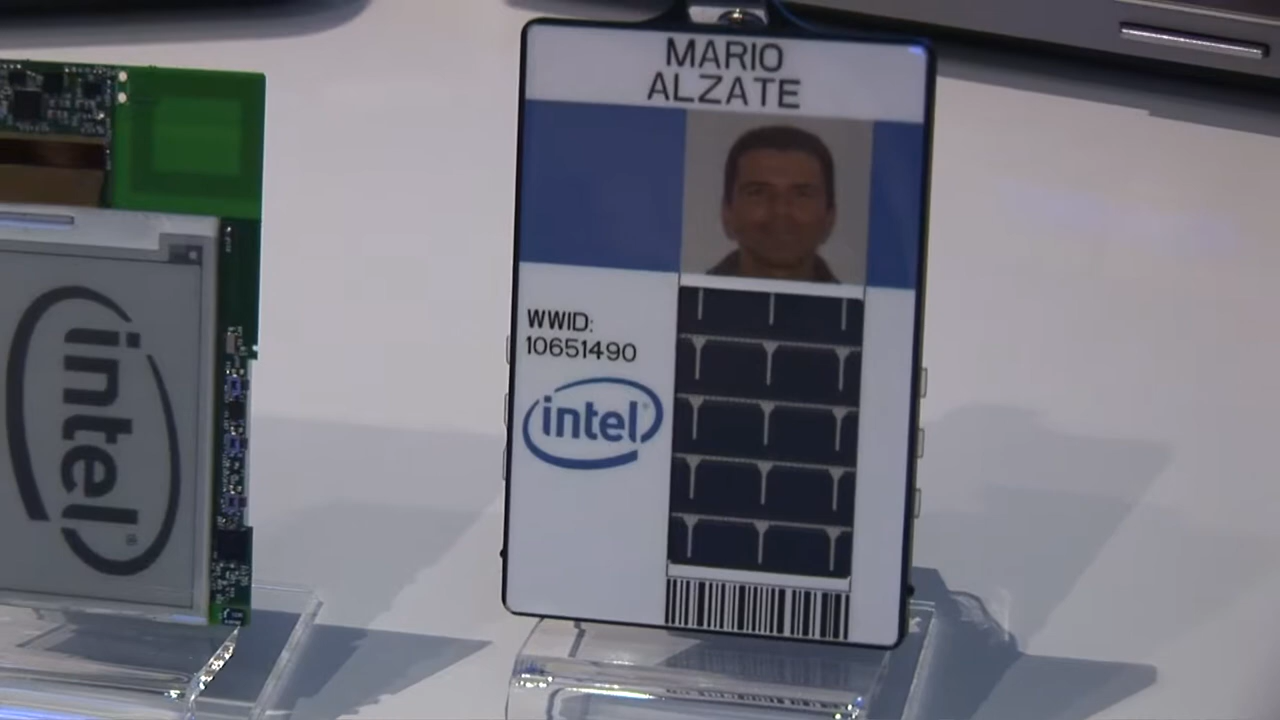 MARIO
ALZATE
WWID:
10651490
intel
intel